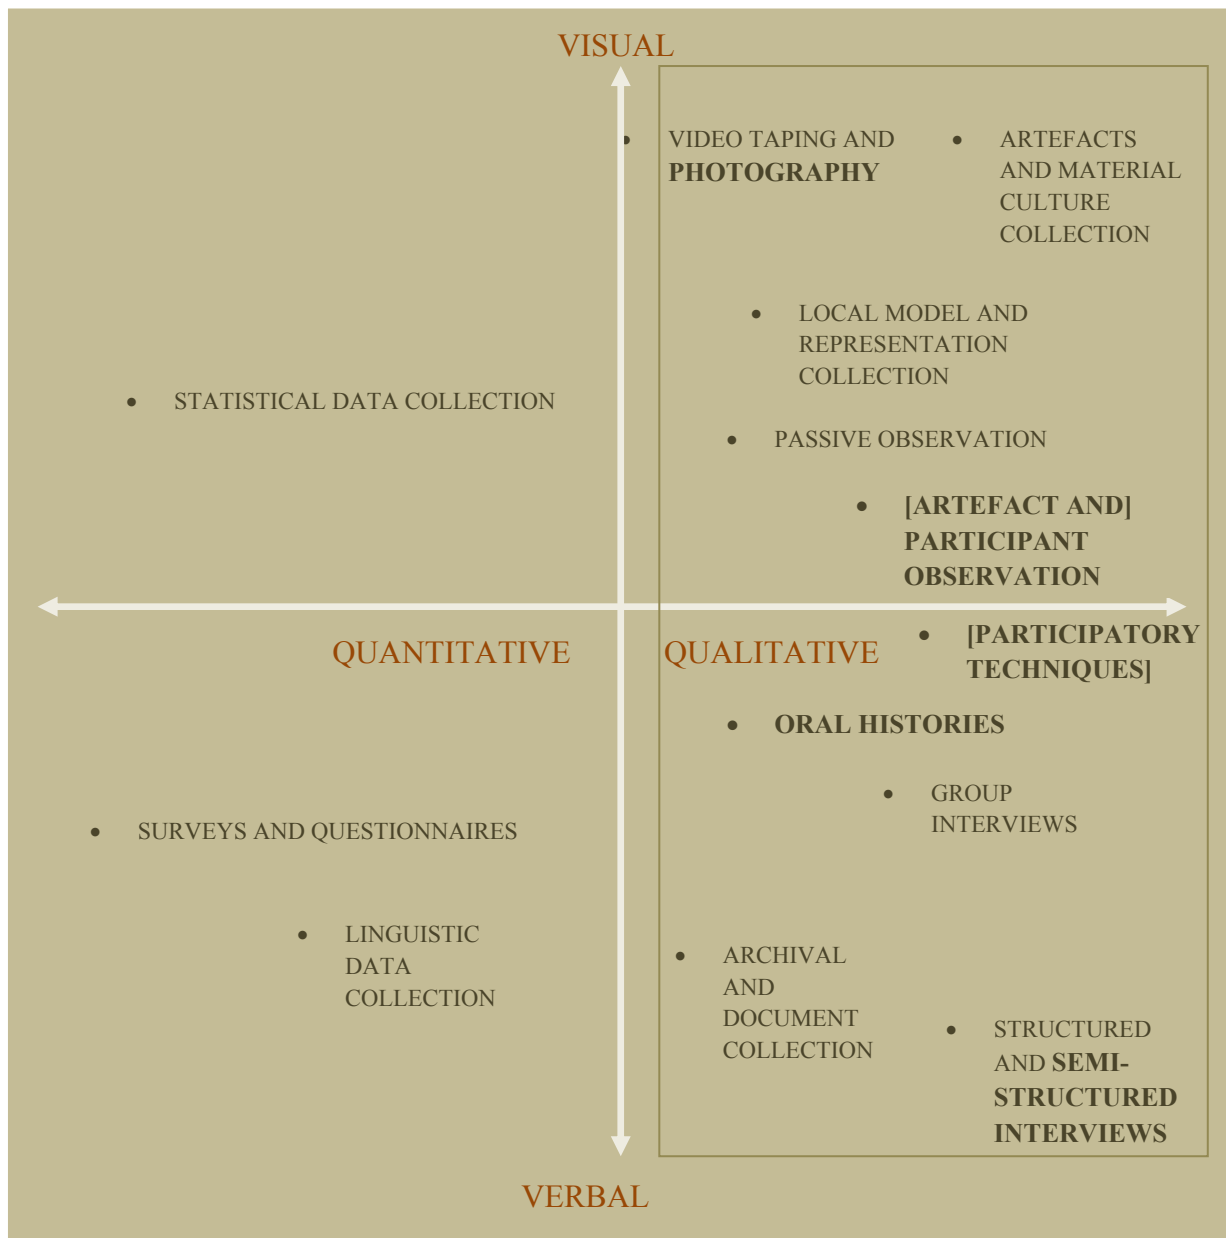 VISUAL
• VIDEO TAPING AND
PHOTOGRAPHY
• ARTEFACTS
AND MATERIAL
CULTURE
COLLECTION
• LOCAL MODEL AND
REPRESENTATION
COLLECTION
• STATISTICAL DATA COLLECTION
• PASSIVE OBSERVATION
• [ARTEFACT AND]
PARTICIPANT
OBSERVATION
QUANTITATIVE
QUALITATIVE
• [PARTICIPATORY
TECHNIQUES]
• ORAL HISTORIES
• GROUP
INTERVIEWS
• SURVEYS AND QUESTIONNAIRES
• LINGUISTIC
DATA
COLLECTION
• ARCHIVAL
AND
DOCUMENT
COLLECTION
• STRUCTURED
AND SEMI-
STRUCTURED
INTERVIEWS
VERBAL